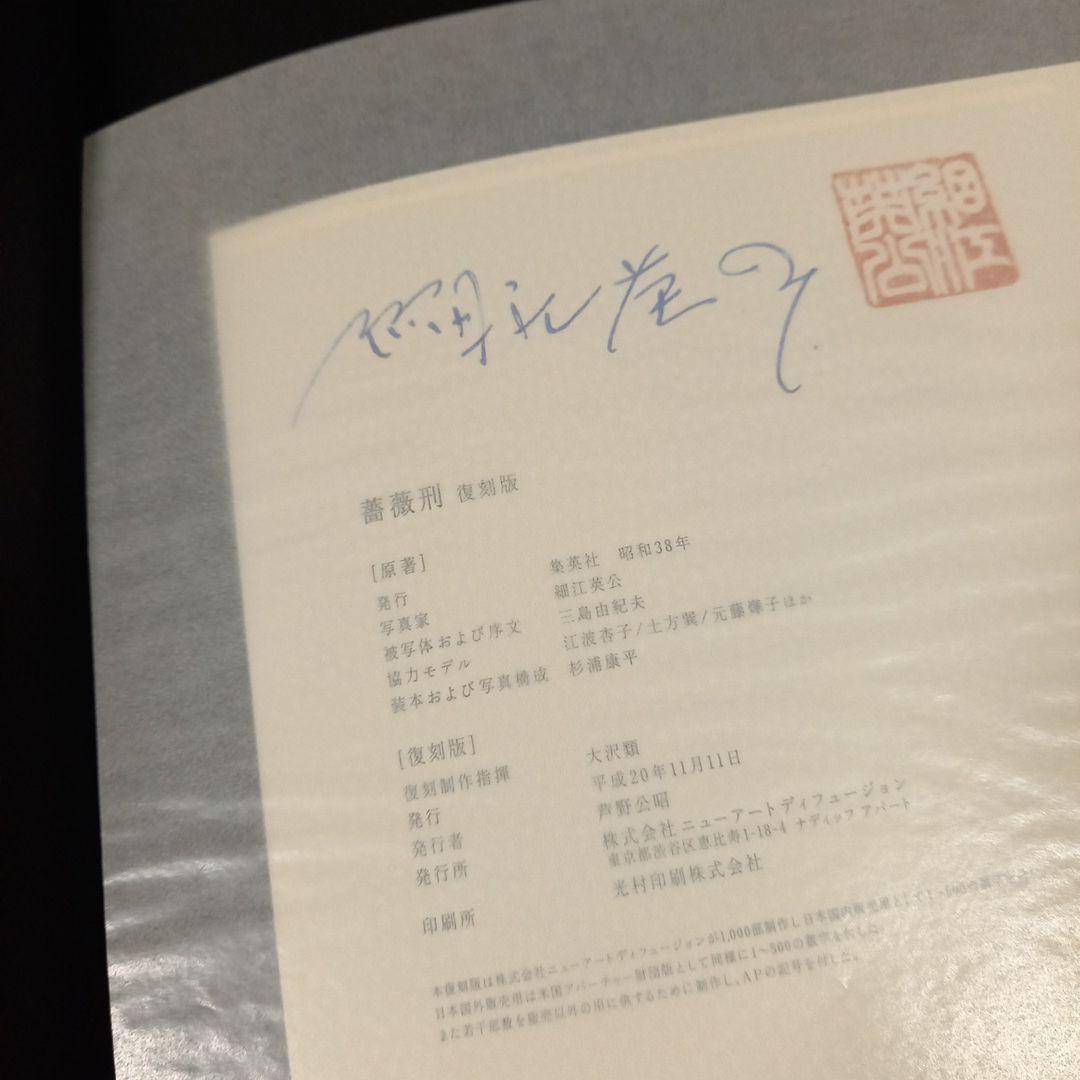 細江英公
細江英公
薔薇刑 復刻版
[原著]
発行 集英社 昭和38年
写真家 細江英公
被写体および序文 三島由紀夫
協力モデル 江波杏子/土方巽/元藤燁子ほか
装本および写真構成 杉浦康平
[復刻版]
復刻制作指揮 大沢類
発行 平成20年11月11日
発行者 芦野公昭
発行所 株式会社ニューアートディフュージョン
東京都渋谷区恵比寿1-18-4 ナディッフ アパート
印刷所 光村印刷株式会社
本復刻版は株式会社ニューアートディフュージョンが1,000部制作し日本国内販売用として1~500の数字を
日本国外販売用は米国アパーチャー財団版として同様に1~500の数字を付した。
また若干部数を販売以外の用に供するために制作し、APの記号を付した。